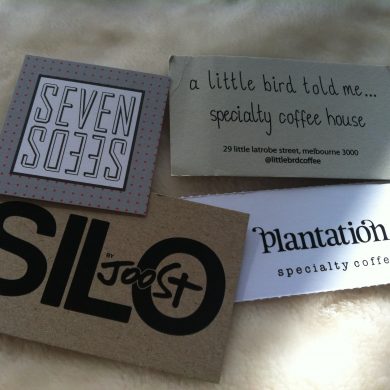 SEVEN
SEEDS
a little bird told me...
specialty coffee house
29 little latrobe street, melbourne 3000
@littlebrdcoffee
SILO
BY
JOOST
plantation
specialty coffe